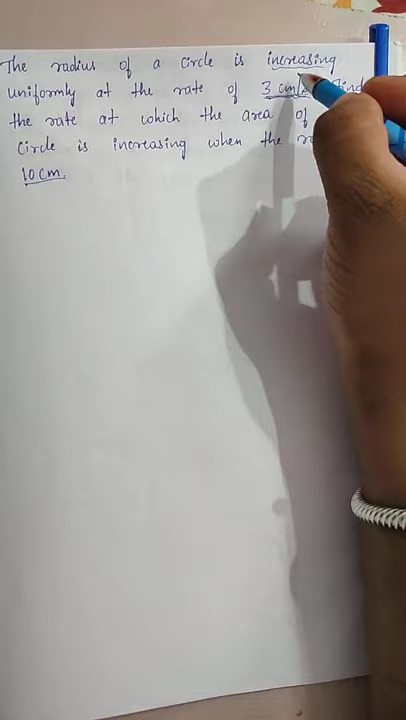 The radius of a circle is increasing
uniformly at the rate of 3 cm/
the rate at which the area of
circle is increasing when the
10 cm.